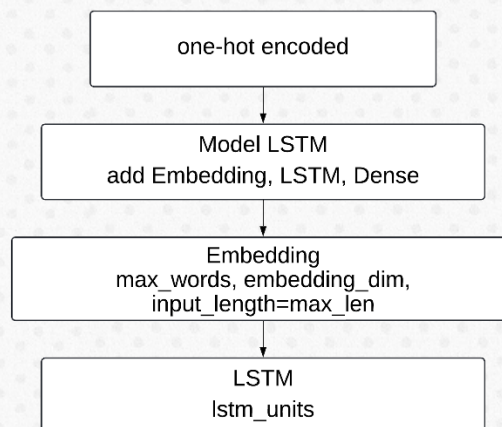 one-hot encoded
Model LSTM
add Embedding, LSTM, Dense
Embedding
max_words, embedding_dim,
input_length=max_len
LSTM
lstm_units